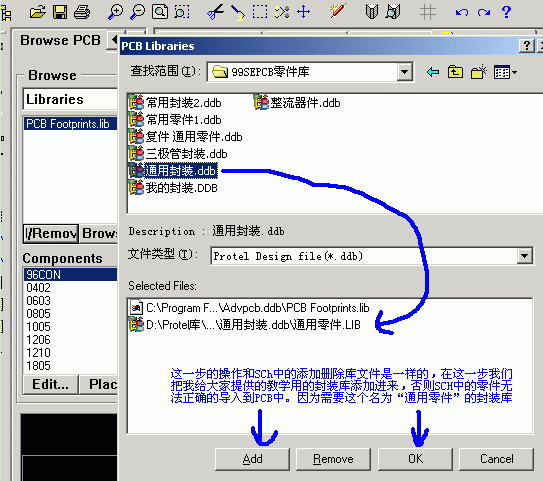 Browse PCB
Browse
Libraries
PCB Footprints.lib
/Remov
Brows
Components
96CON
0402
0603
0805
1005
1206
1210
1805
Edit...
Plac
PCB Libraries
?
查找范围(I):
99SEPCB零件库
常用封装2.ddb
整流器件.ddb
常用零件1.ddb
复件 通用零件.ddb
三极管封装.ddb
通用封装.ddb
我的封装.DDB
Description : 通用封装.ddb
文件类型(T):
Protel Design file(*.ddb)
Selected Files:
C:\Program F...\Advpcb.ddb\PCB Footprints.lib
D:\Protel库\...\通用封装.ddb\通用零件.LIB
这一步的操作和SCh中的添加删除库文件是一样的，在这一步我们
把我给大家提供的教学用的封装库添加进来，否则SCH中的零件无
法正确的导入到PCB中。因为需要这个名为“通用零件”的封装库
Add
Remove
OK
Cancel